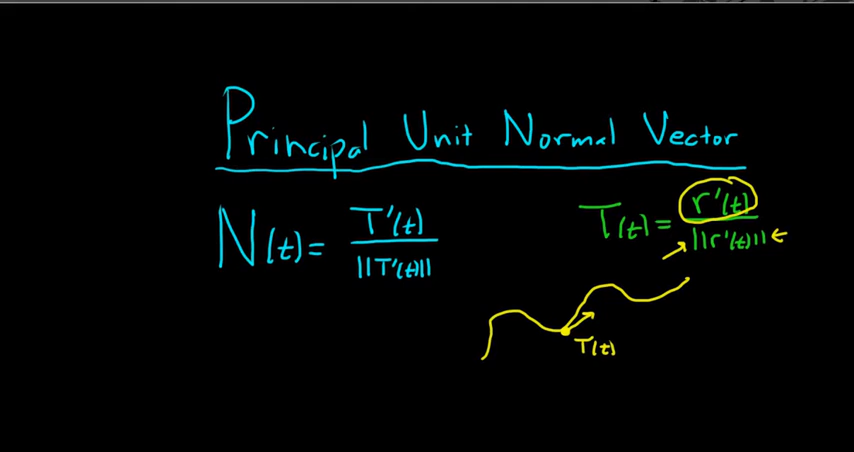 Principal Unit Normal Vector
N(t) = T'(t) / ||T'(t)||
T(t) = r'(t) / ||r'(t)||
T(t)